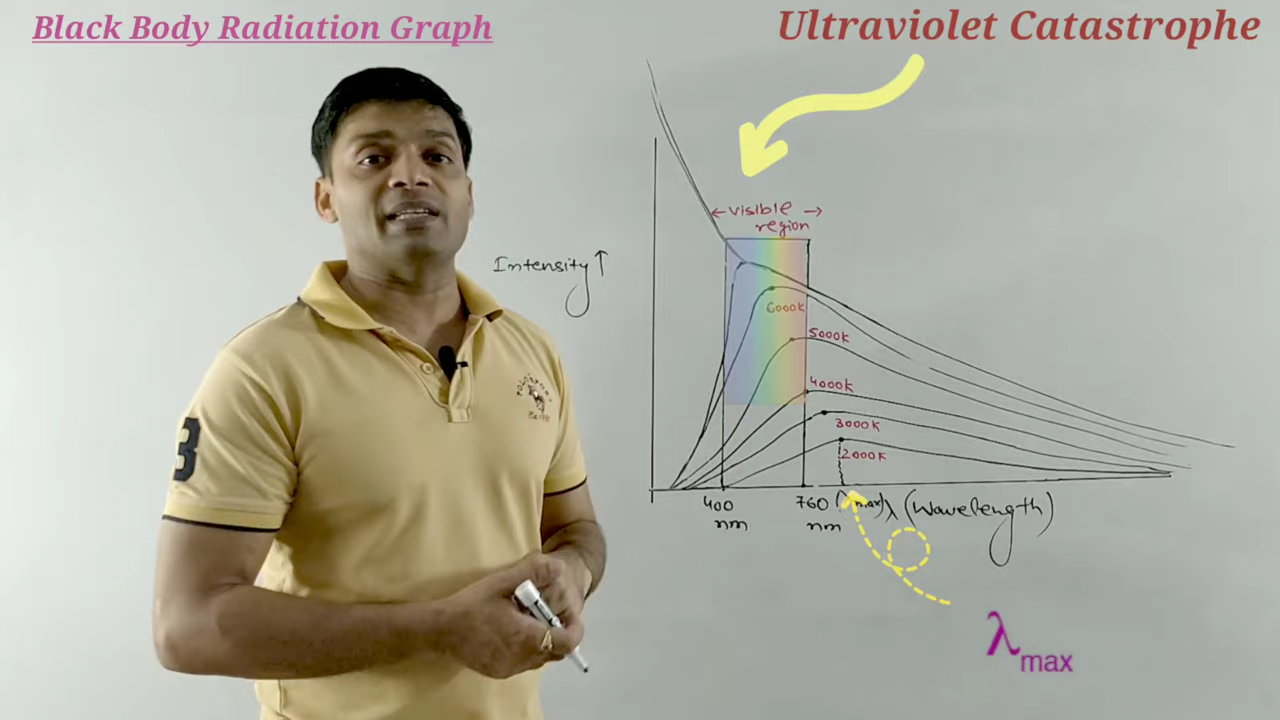 Black Body Radiation Graph
Ultraviolet Catastrophe
← visible →
region
Intensity ↑
6000K
5000K
4000K
3000K
2000K
3
400
nm
760
nm
λ (Wavelength)
λmax